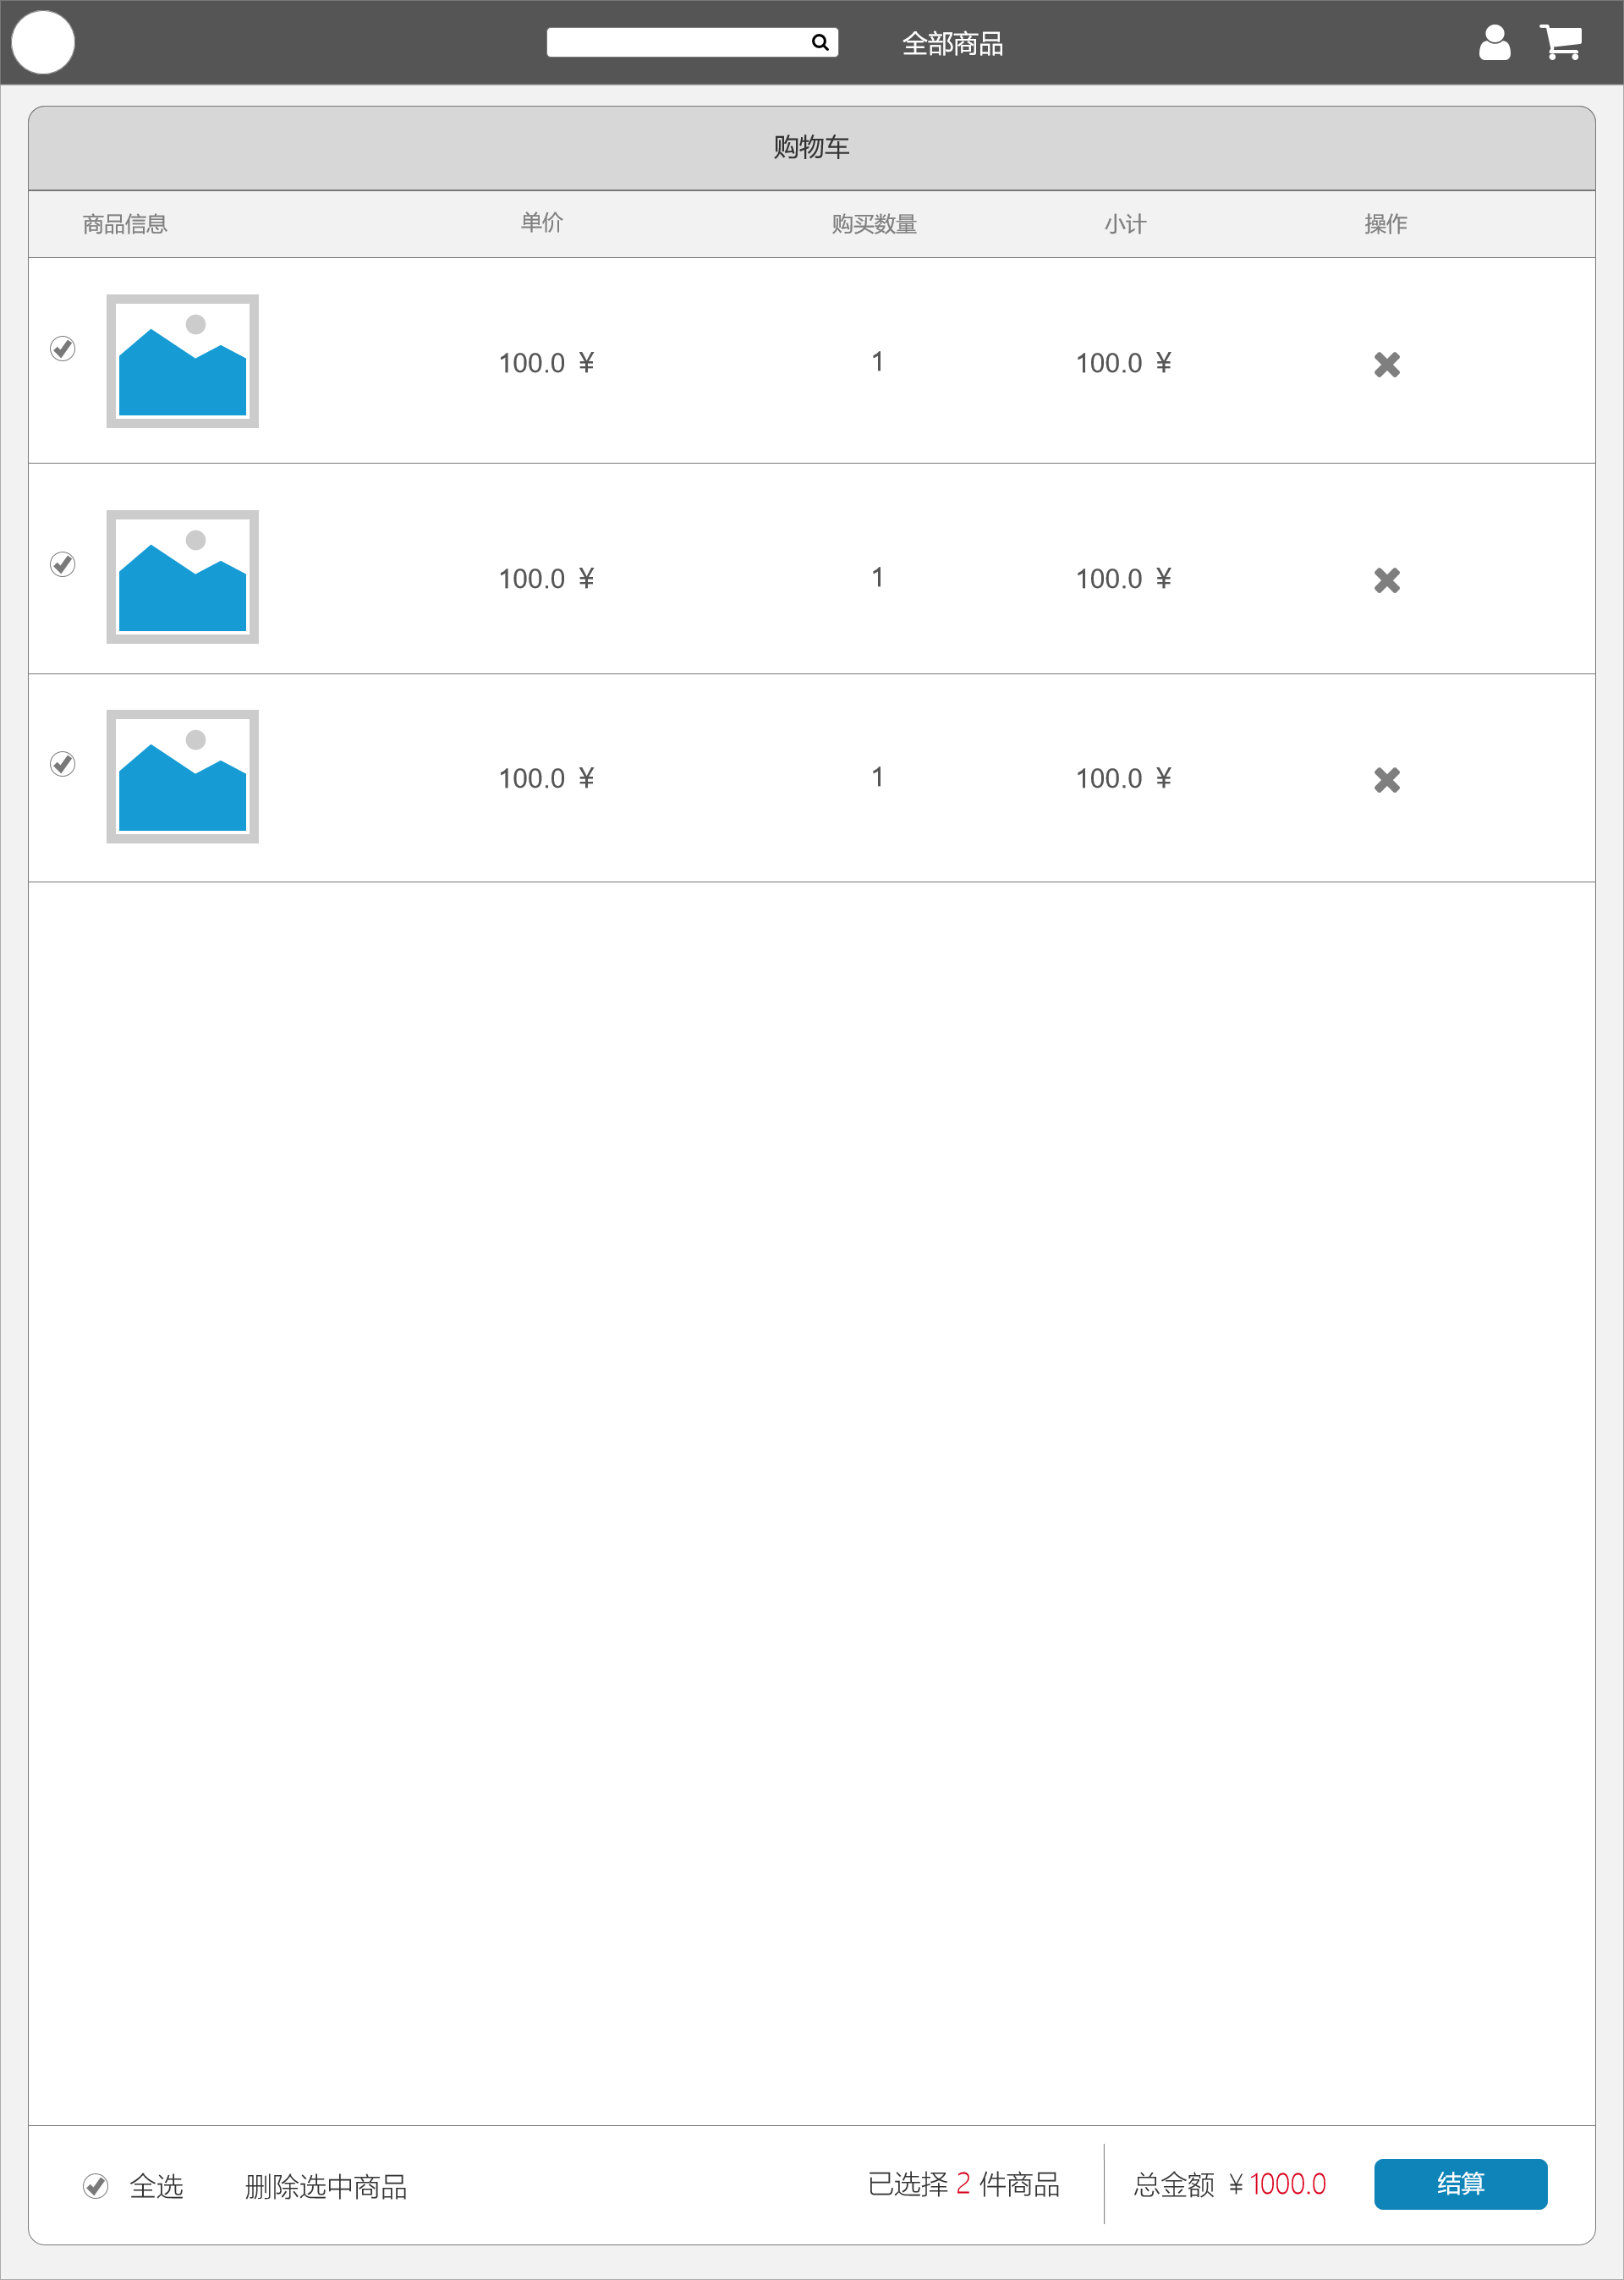 全部商品
购物车
商品信息 单价 购买数量 小计 操作
100.0 ¥ 1 100.0 ¥
100.0 ¥ 1 100.0 ¥
100.0 ¥ 1 100.0 ¥
全选 删除选中商品 已选择 2 件商品 总金额 ¥ 1000.0 结算